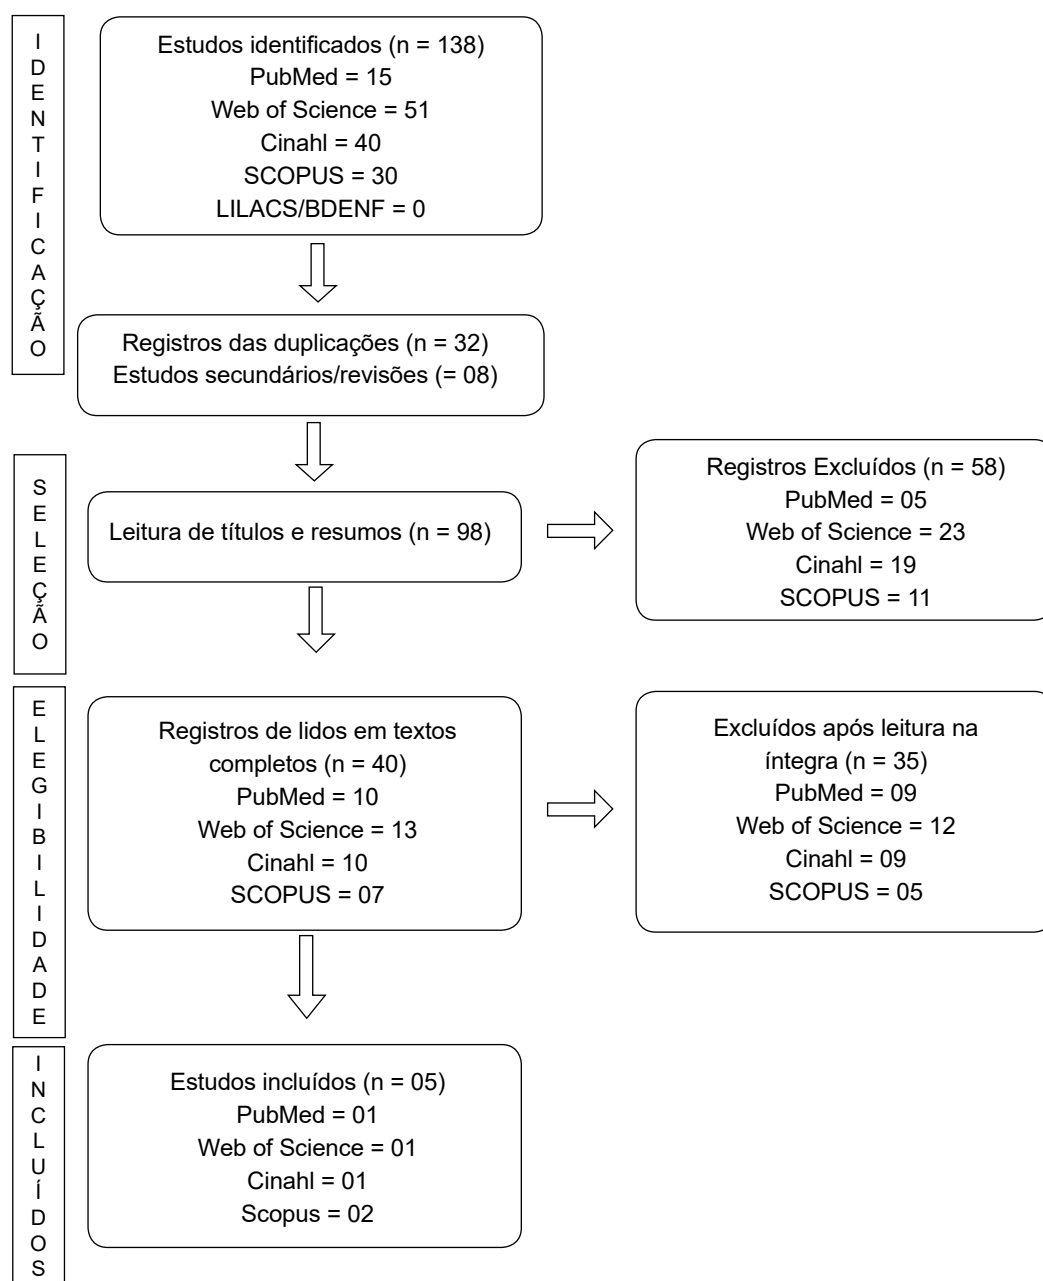 IDENTIFICAÇÃO
Estudos identificados (n = 138)
PubMed = 15
Web of Science = 51
Cinahl = 40
SCOPUS = 30
LILACS/BDENF = 0
Registros das duplicações (n = 32)
Estudos secundários/revisões (= 08)
SELEÇÃO
Leitura de títulos e resumos (n = 98)
Registros Excluídos (n = 58)
PubMed = 05
Web of Science = 23
Cinahl = 19
SCOPUS = 11
ELEGIBILIDADE
Registros de lidos em textos
completos (n = 40)
PubMed = 10
Web of Science = 13
Cinahl = 10
SCOPUS = 07
Excluídos após leitura na
íntegra (n = 35)
PubMed = 09
Web of Science = 12
Cinahl = 09
SCOPUS = 05
INCLUÍDOS
Estudos incluídos (n = 05)
PubMed = 01
Web of Science = 01
Cinahl = 01
Scopus = 02